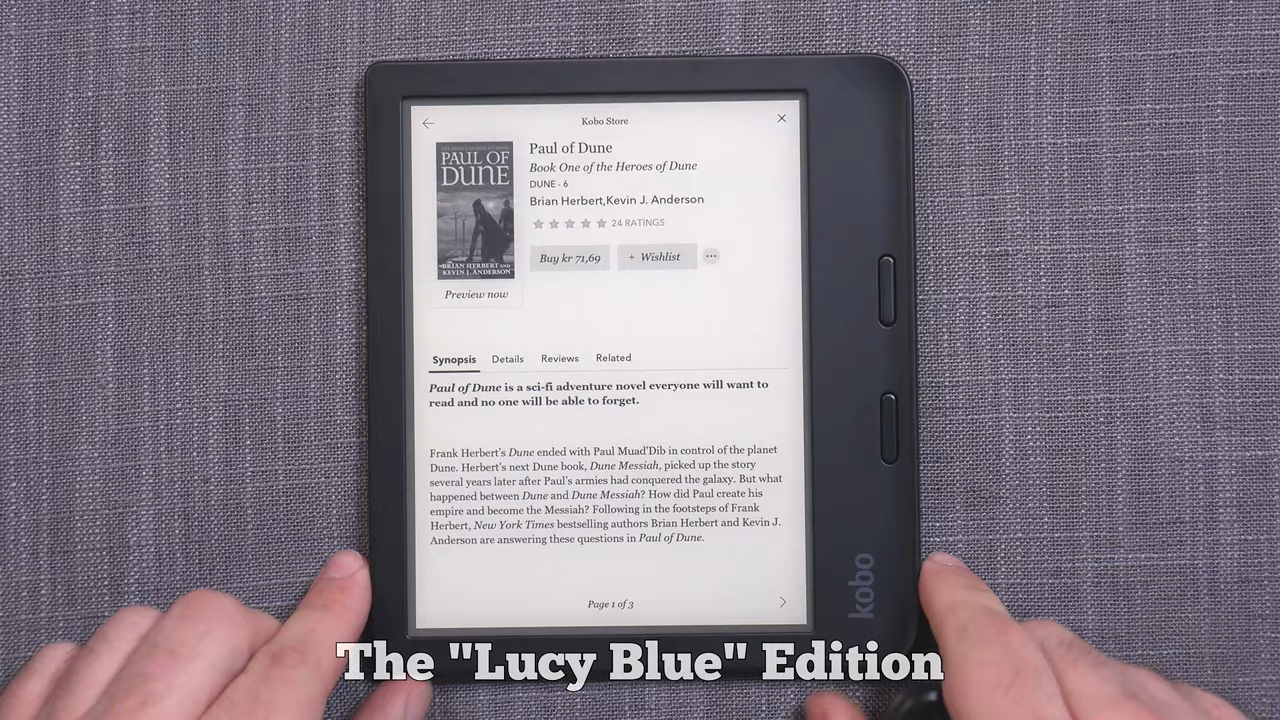 Kobo Store
PAUL OF
DUNE
BRIAN HERBERT AND
KEVIN J. ANDERSON
Preview now
Paul of Dune
Book One of the Heroes of Dune
DUNE - 6
Brian Herbert,Kevin J. Anderson
24 RATINGS
Buy kr 71,69
+ Wishlist
Synopsis Details Reviews Related
Paul of Dune is a sci-fi adventure novel everyone will want to
read and no one will be able to forget.
Frank Herbert's Dune ended with Paul Muad'Dib in control of the planet
Dune. Herbert's next Dune book, Dune Messiah, picked up the story
several years later after Paul's armies had conquered the galaxy. But what
happened between Dune and Dune Messiah? How did Paul create his
empire and become the Messiah? Following in the footsteps of Frank
Herbert, New York Times bestselling authors Brian Herbert and Kevin J.
Anderson are answering these questions in Paul of Dune.
Page 1 of 3
kobo
The "Lucy Blue" Edition